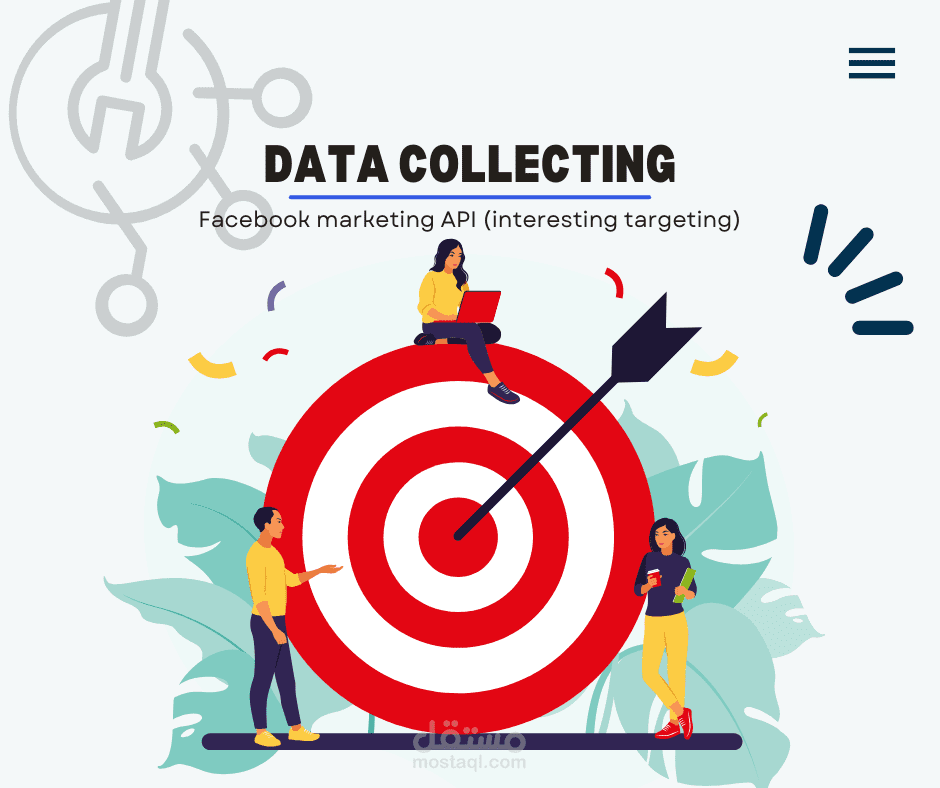 DATA COLLECTING
Facebook marketing API (interesting targeting)
مستقل
mostaql.com